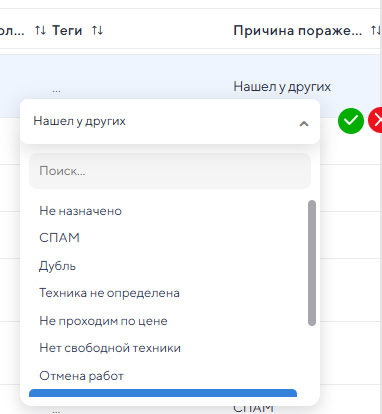 ол... Теги Причина пораже...
... Нашел у других
Нашел у других
Поиск...
Не назначено
СПАМ
Дубль
Техника не определена
Не проходим по цене
Нет свободной техники
Отмена работ
... СПАМ